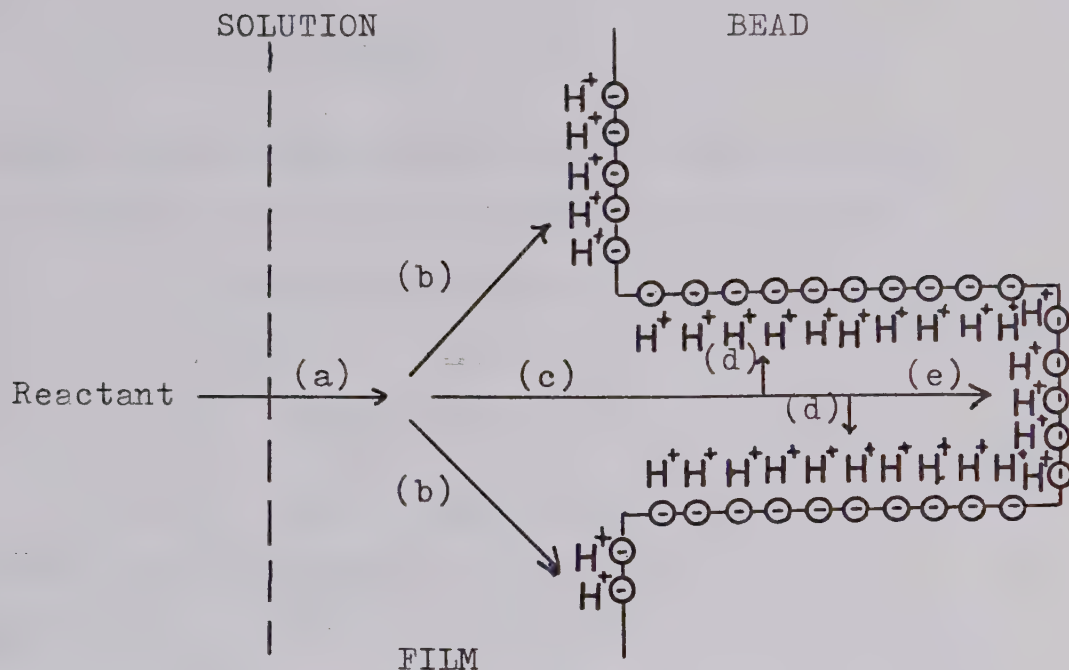 SOLUTION BEAD
H⁺ ⊖
H⁺ ⊖
H⁺ ⊖
H⁺ ⊖
H⁺ ⊖
(b)
⊖ ⊖ ⊖ ⊖ ⊖ ⊖ ⊖ ⊖ ⊖ ⊖
H⁺ H⁺ H⁺ H⁺ H⁺ H⁺ H⁺ H⁺ H⁺ H⁺ H⁺ ⊖
(d)
H⁺ ⊖
Reactant (a) (c) (e)
H⁺ ⊖
(d)
H⁺ ⊖
H⁺ H⁺ H⁺ H⁺ H⁺ H⁺ H⁺ H⁺ H⁺ H⁺ H⁺ ⊖
(b)
⊖ ⊖ ⊖ ⊖ ⊖ ⊖ ⊖ ⊖ ⊖ ⊖
H⁺ ⊖
H⁺ ⊖
FILM